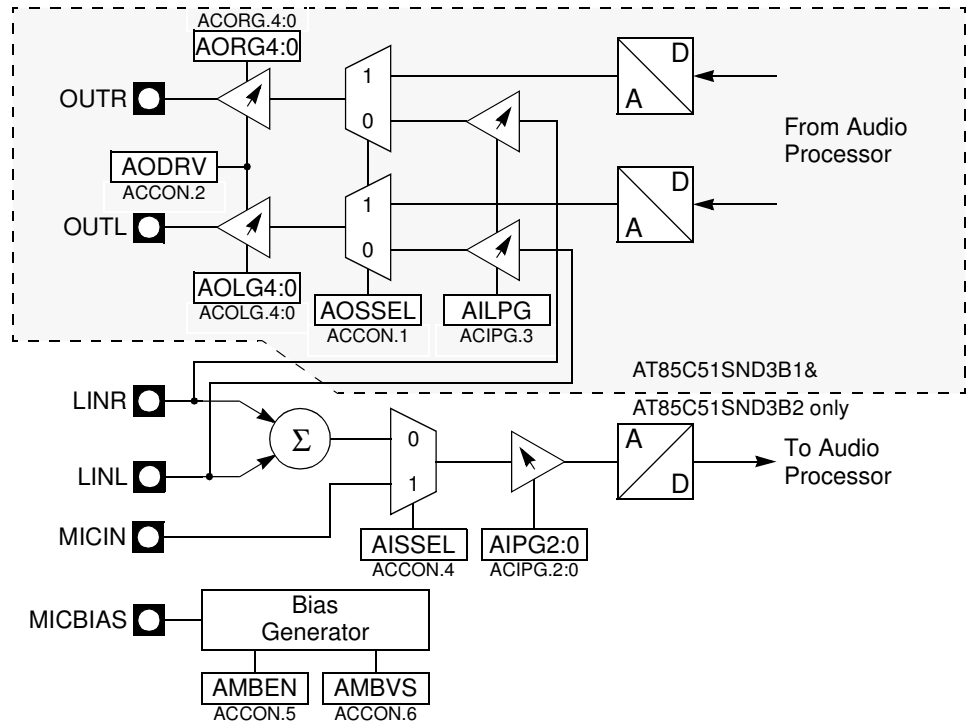 ACORG.4:0
AORG4:0
D
A
1
0
OUTR
From Audio
Processor
AODRV
ACCON.2
D
A
1
0
OUTL
AOLG4:0
ACOLG.4:0
AOSSEL
ACCON.1
AILPG
ACIPG.3
AT85C51SND3B1&
AT85C51SND3B2 only
LINR
Σ
0
1
A
D
To Audio
Processor
LINL
MICIN
AISSEL
ACCON.4
AIPG2:0
ACIPG.2:0
MICBIAS
Bias
Generator
AMBEN
ACCON.5
AMBVS
ACCON.6